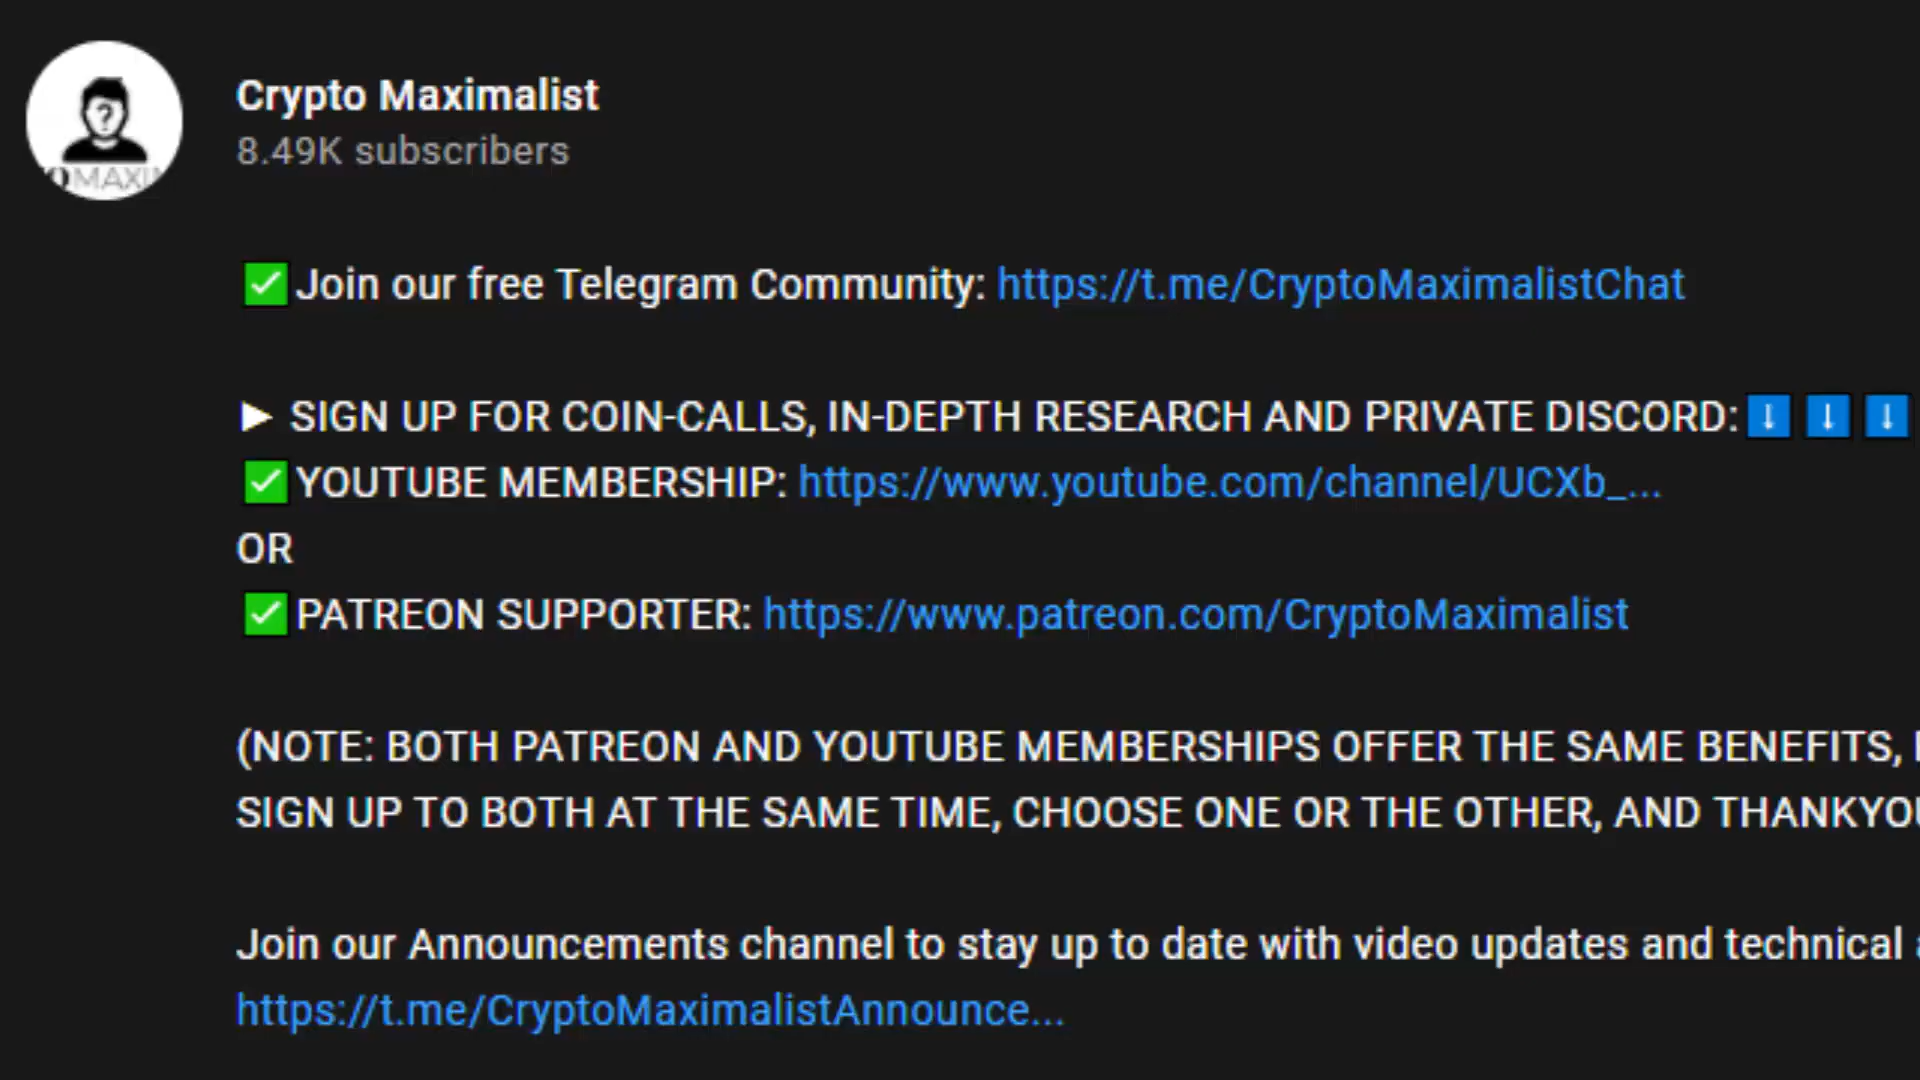 Crypto Maximalist
8.49K subscribers
OMAXI
✅Join our free Telegram Community: https://t.me/CryptoMaximalistChat
► SIGN UP FOR COIN-CALLS, IN-DEPTH RESEARCH AND PRIVATE DISCORD:⬇️⬇️⬇️
✅YOUTUBE MEMBERSHIP: https://www.youtube.com/channel/UCXb_...
OR
✅PATREON SUPPORTER: https://www.patreon.com/CryptoMaximalist
(NOTE: BOTH PATREON AND YOUTUBE MEMBERSHIPS OFFER THE SAME BENEFITS,
SIGN UP TO BOTH AT THE SAME TIME, CHOOSE ONE OR THE OTHER, AND THANKYOU
Join our Announcements channel to stay up to date with video updates and technical
https://t.me/CryptoMaximalistAnnounce...